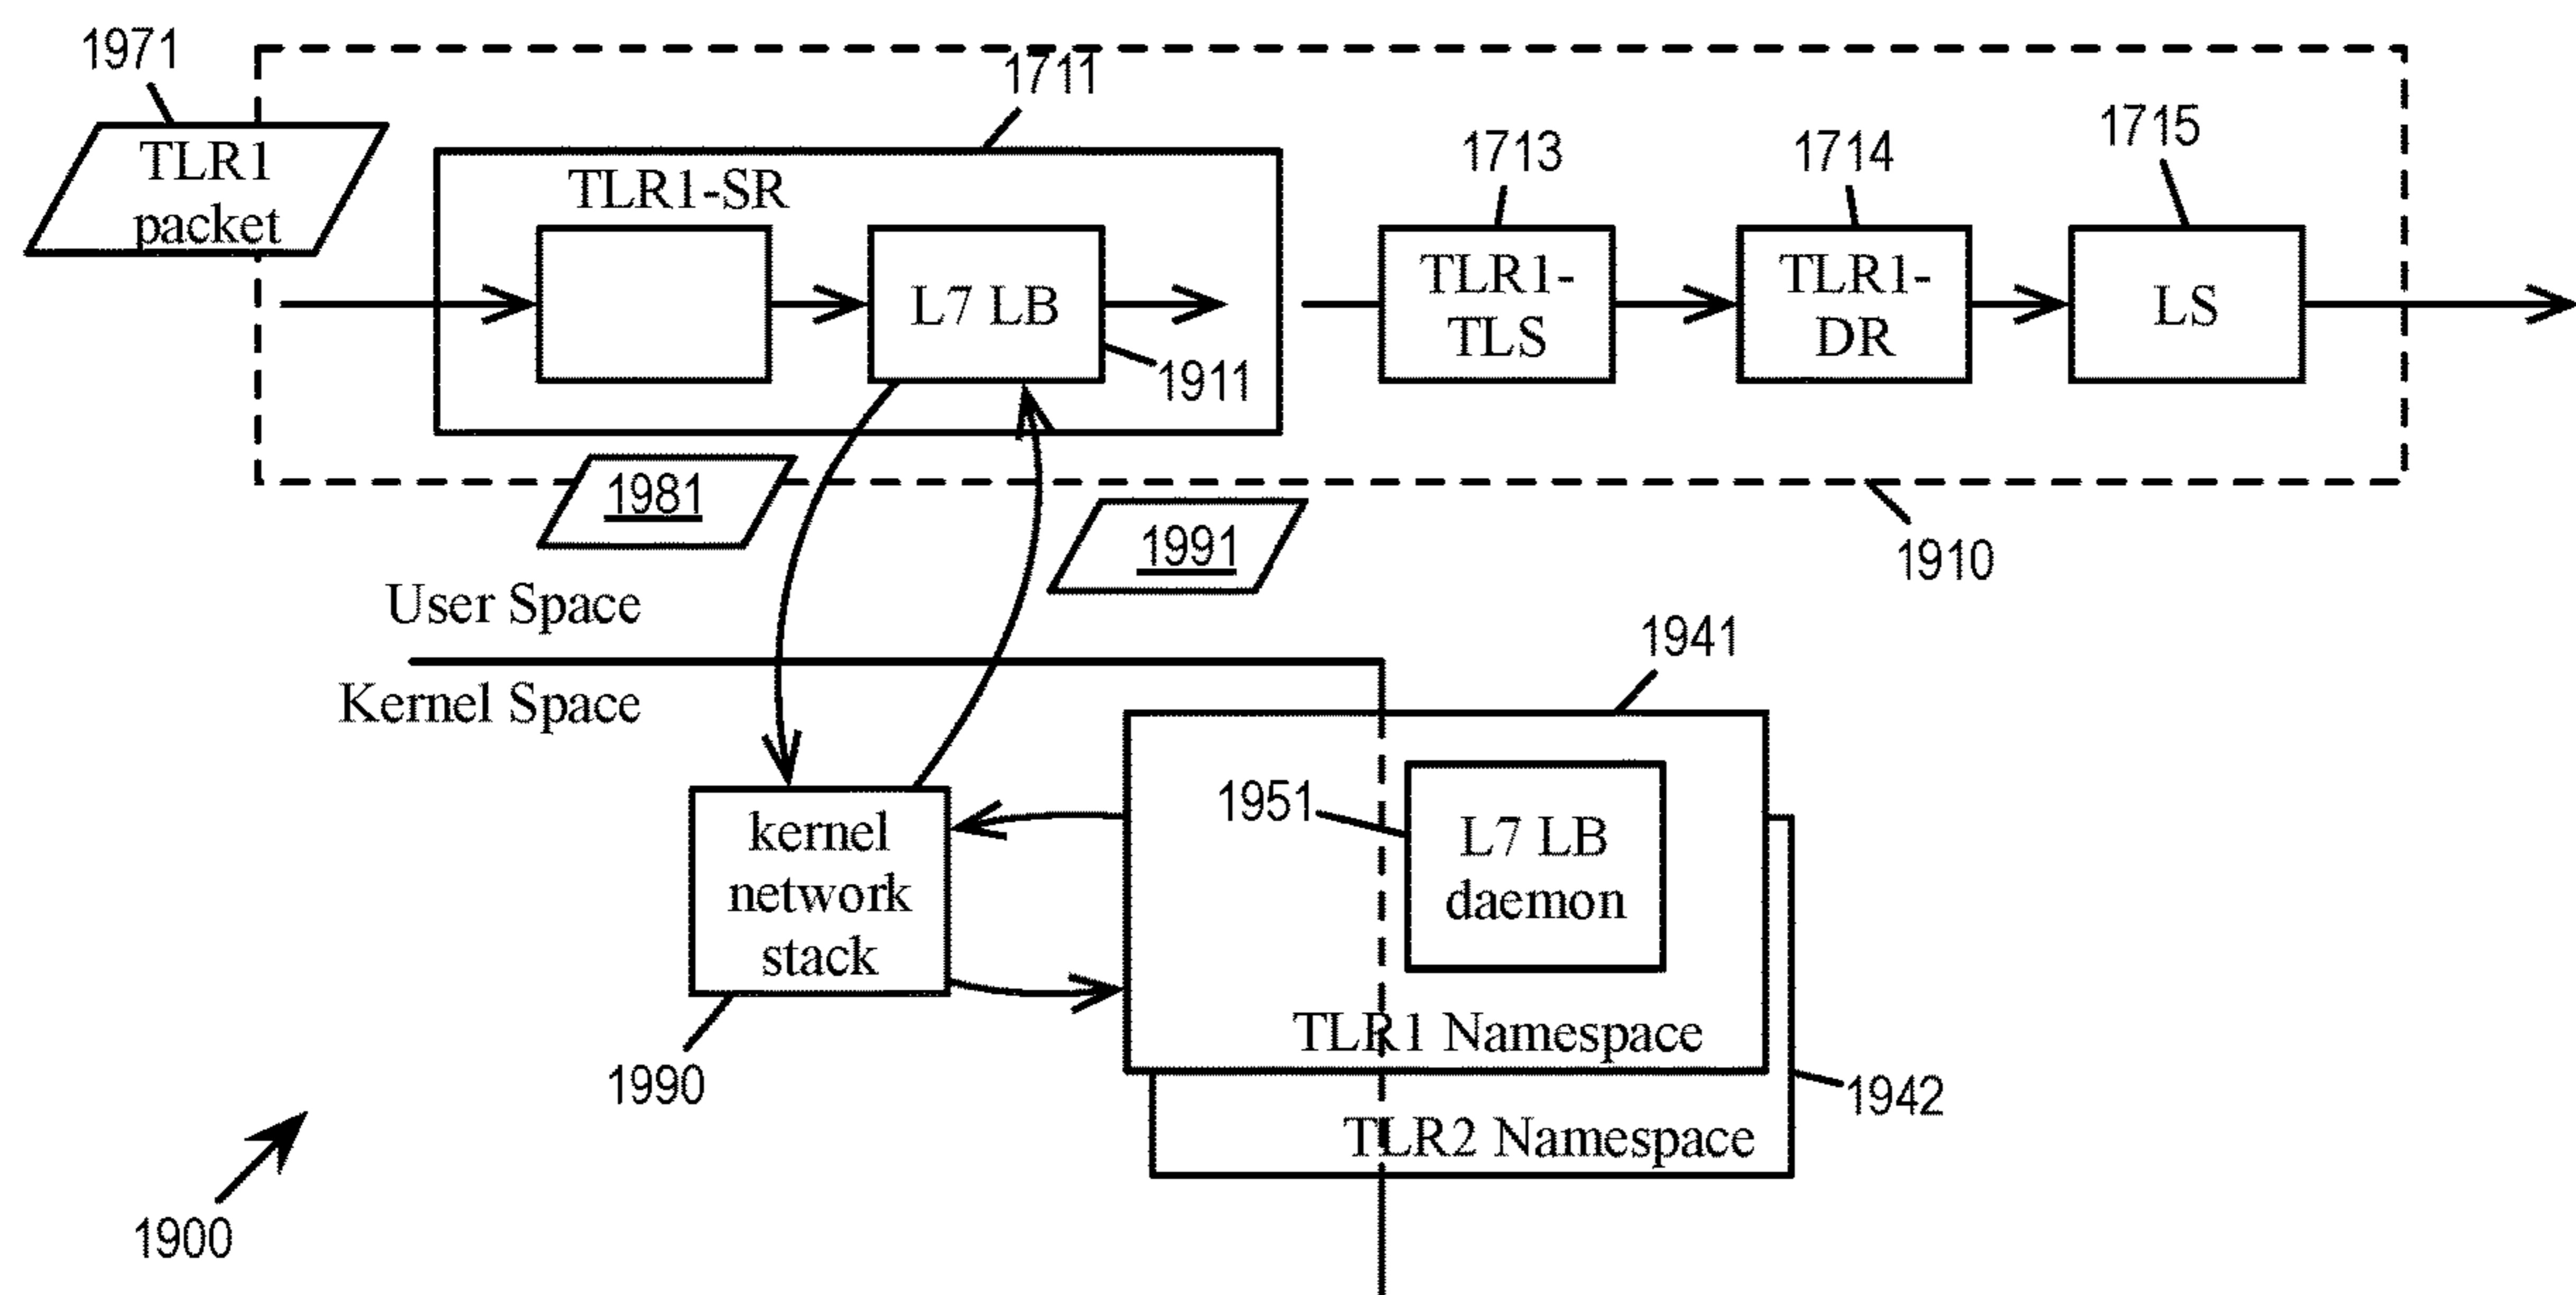 1971
1711
TLR1
packet
TLR1-SR
1713
1714
1715
L7 LB
1911
TLR1-
TLS
TLR1-
DR
LS
1981
1991
1910
User Space
Kernel Space
1941
1951
kernel
network
stack
L7 LB
daemon
TLR1 Namespace
1990
1942
TLR2 Namespace
1900